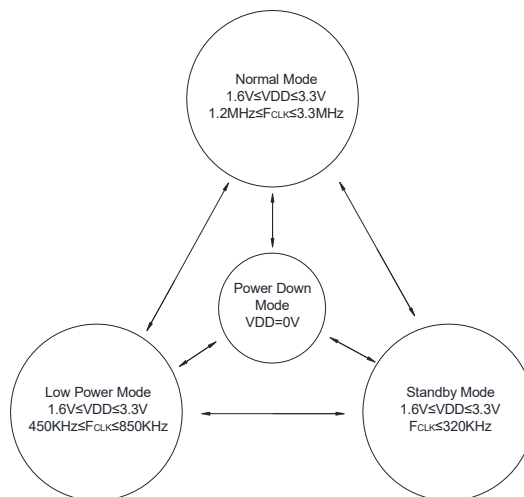 Normal Mode
1.6V≤VDD≤3.3V
1.2MHz≤FCLK≤3.3MHz
Power Down
Mode
VDD=0V
Low Power Mode
1.6V≤VDD≤3.3V
450KHz≤FCLK≤850KHz
Standby Mode
1.6V≤VDD≤3.3V
FCLK≤320KHz